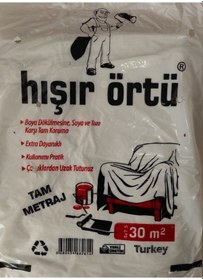 hışır örtü ®
Boya Dökülmesine, Suya ve Toza
Karşı Tam Koruma
Extra Dayanıklı
Kullanımı Pratik
Çocuklardan Uzak Tutunuz
TAM
METRAJ
30 m²
Turkey